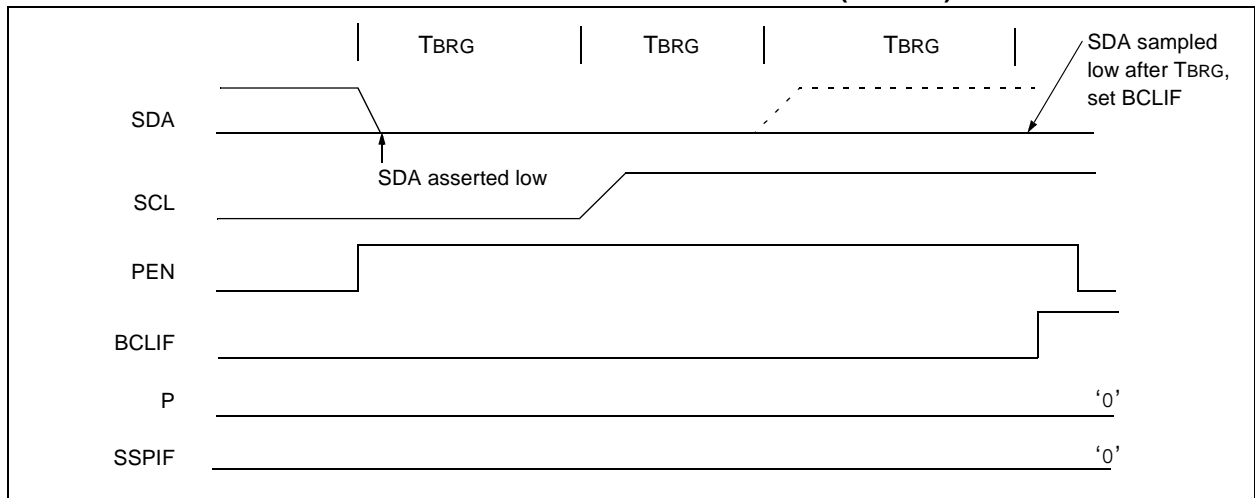 TBRG TBRG TBRG
SDA sampled
low after TBRG,
set BCLIF
SDA
SDA asserted low
SCL
PEN
BCLIF
P
‘0’
SSPIF
‘0’